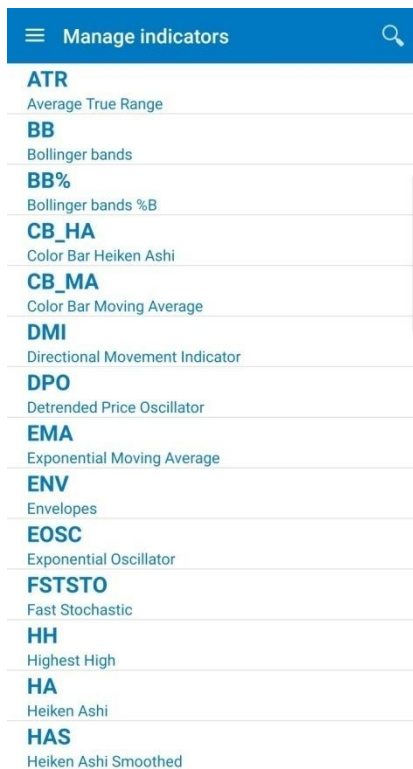 Manage indicators
ATR
Average True Range
BB
Bollinger bands
BB%
Bollinger bands %B
CB_HA
Color Bar Heiken Ashi
CB_MA
Color Bar Moving Average
DMI
Directional Movement Indicator
DPO
Detrended Price Oscillator
EMA
Exponential Moving Average
ENV
Envelopes
EOSC
Exponential Oscillator
FSTSTO
Fast Stochastic
HH
Highest High
HA
Heiken Ashi
HAS
Heiken Ashi Smoothed